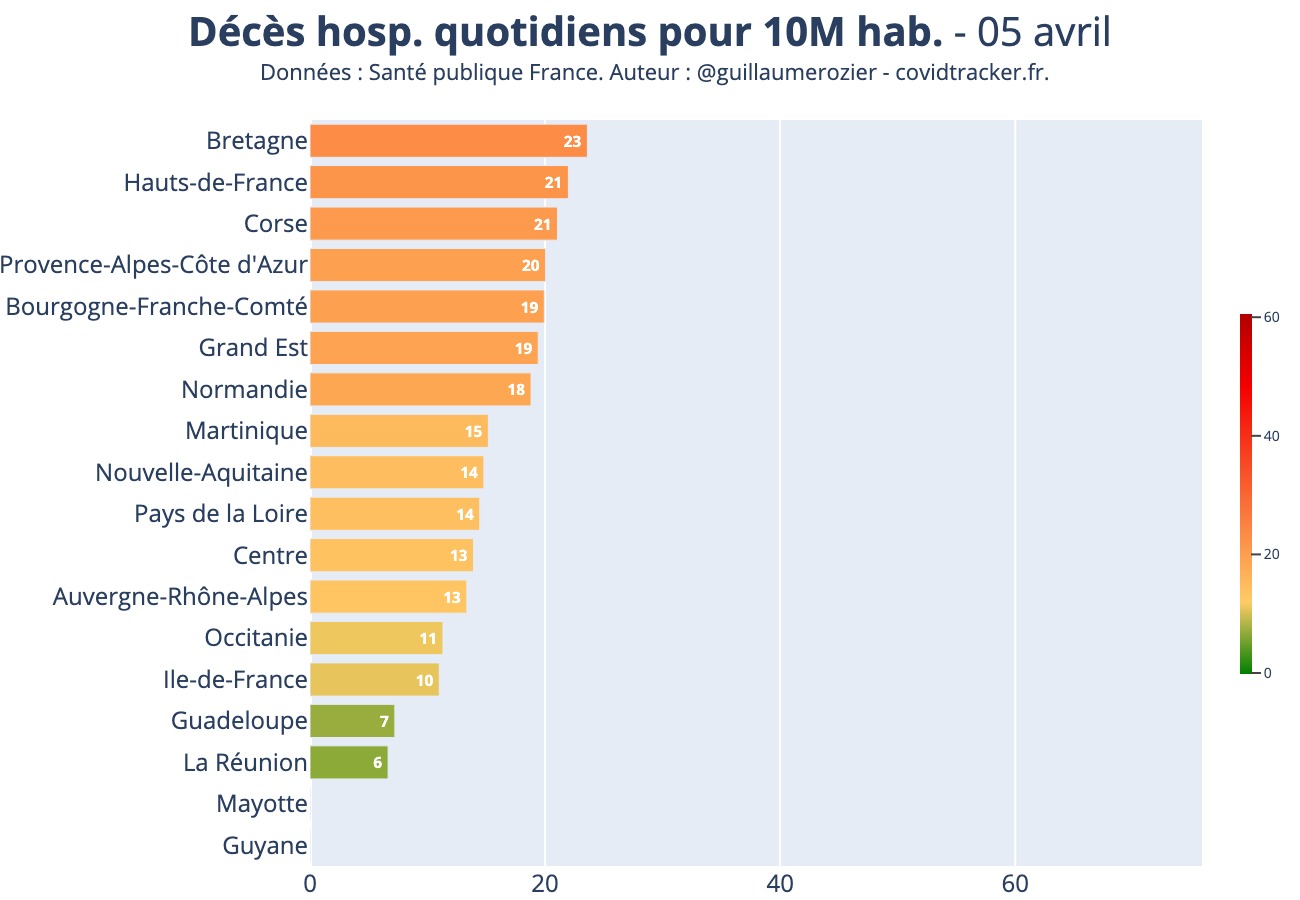 Décès hosp. quotidiens pour 10M hab. - 05 avril
Données : Santé publique France. Auteur : @guillaumerozier - covidtracker.fr.
Bretagne 23
Hauts-de-France 21
Corse 21
Provence-Alpes-Côte d'Azur 20
Bourgogne-Franche-Comté 19
Grand Est 19
Normandie 18
Martinique 15
Nouvelle-Aquitaine 14
Pays de la Loire 14
Centre 13
Auvergne-Rhône-Alpes 13
Occitanie 11
Ile-de-France 10
Guadeloupe 7
La Réunion 6
Mayotte
Guyane
0 20 40 60
60
40
20
0